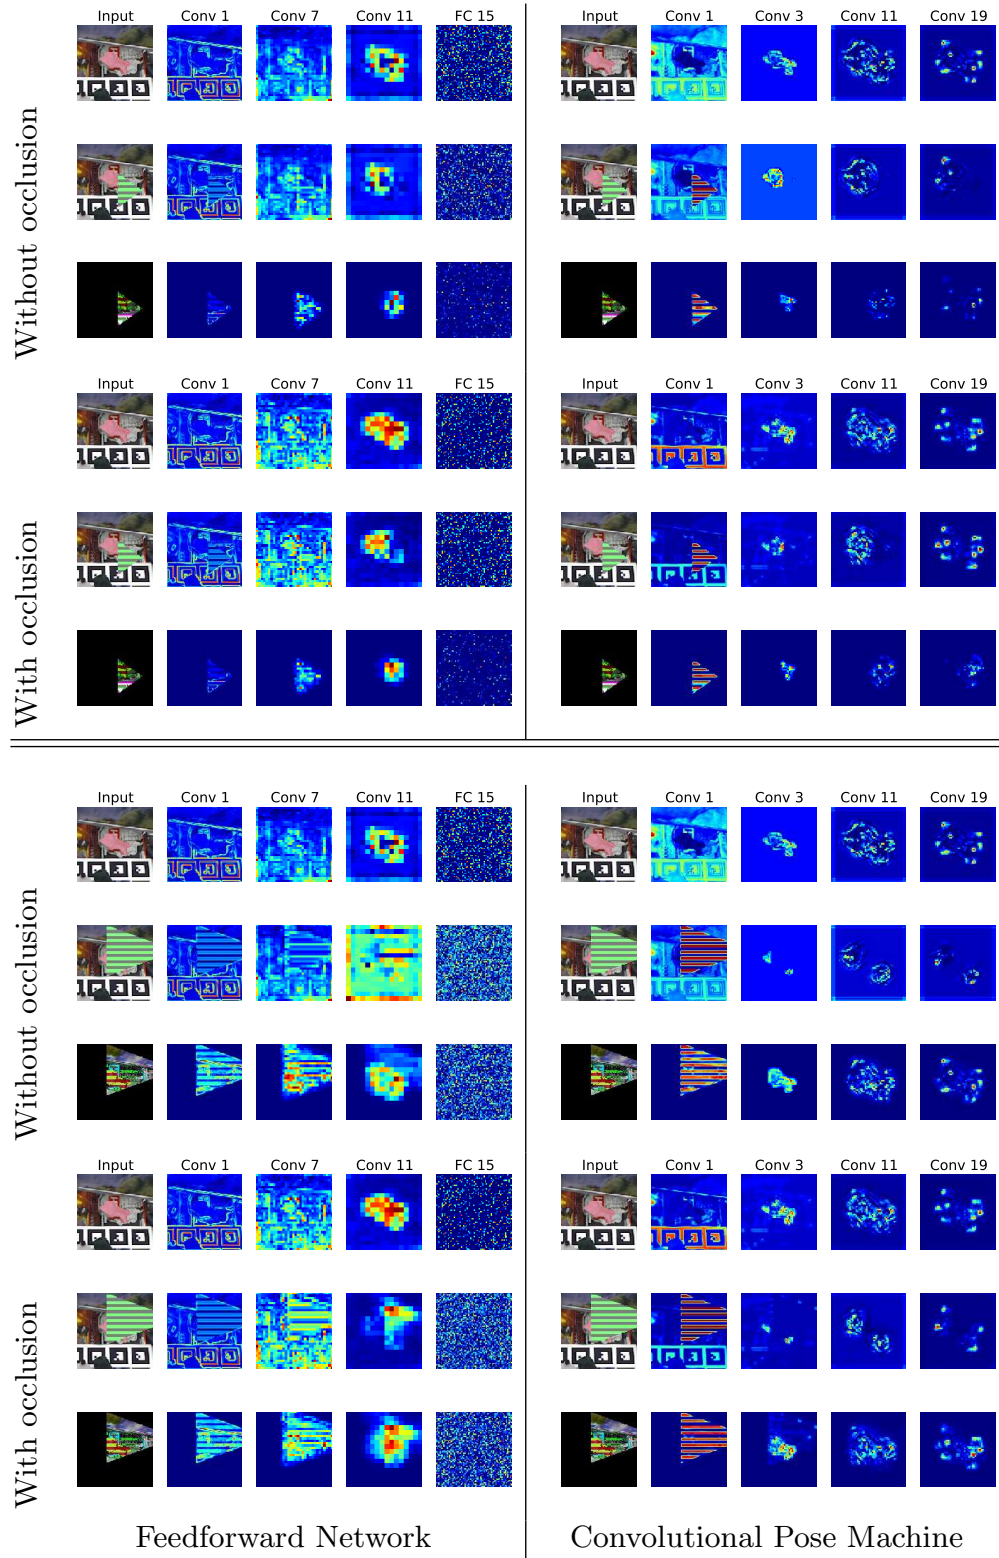 Input Conv 1 Conv 7 Conv 11 FC 15 Input Conv 1 Conv 3 Conv 11 Conv 19
Without occlusion
Input Conv 1 Conv 7 Conv 11 FC 15 Input Conv 1 Conv 3 Conv 11 Conv 19
With occlusion
Input Conv 1 Conv 7 Conv 11 FC 15 Input Conv 1 Conv 3 Conv 11 Conv 19
Without occlusion
Input Conv 1 Conv 7 Conv 11 FC 15 Input Conv 1 Conv 3 Conv 11 Conv 19
With occlusion
Feedforward Network Convolutional Pose Machine